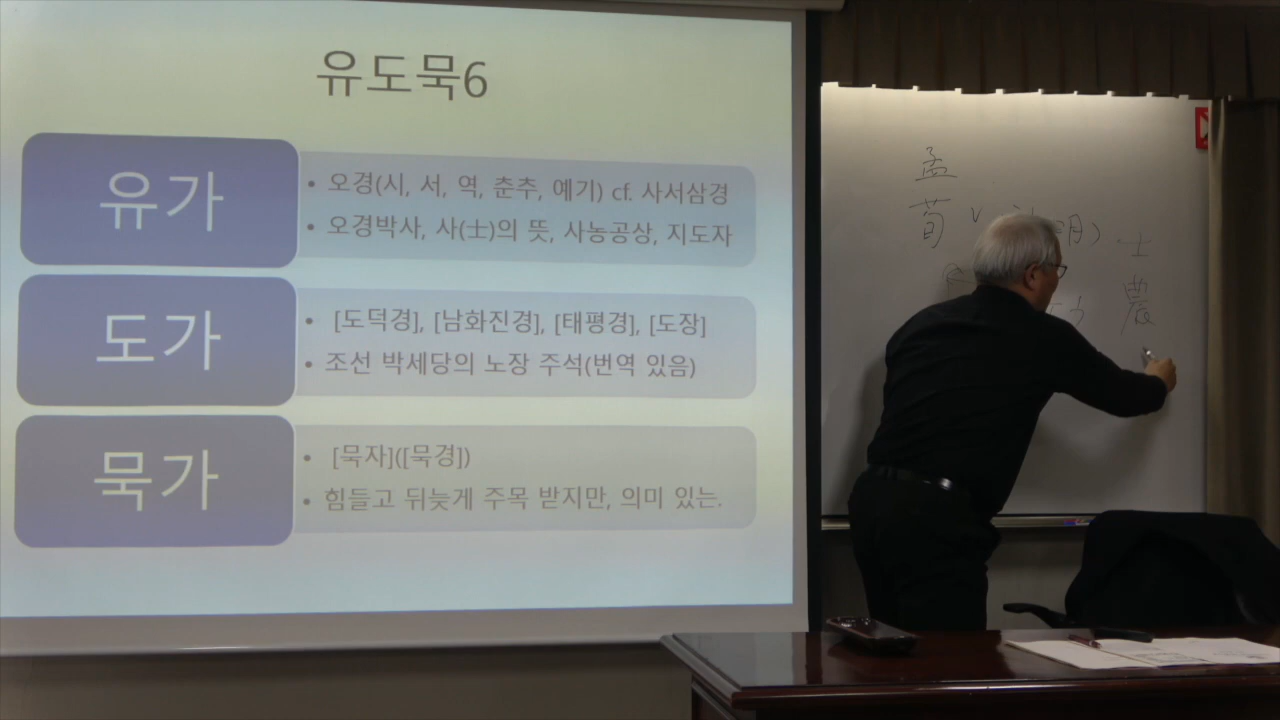 유도묵6
유가
• 오경(시, 서, 역, 춘추, 예기) cf. 사서삼경
• 오경박사, 사(士)의 뜻, 사농공상, 지도자
도가
• [도덕경], [남화진경], [태평경], [도장]
• 조선 박세당의 노장 주석(번역 있음)
묵가
• [묵자]([묵경])
• 힘들고 뒤늦게 주목 받지만, 의미 있는.
孟
荀
明)
士
農